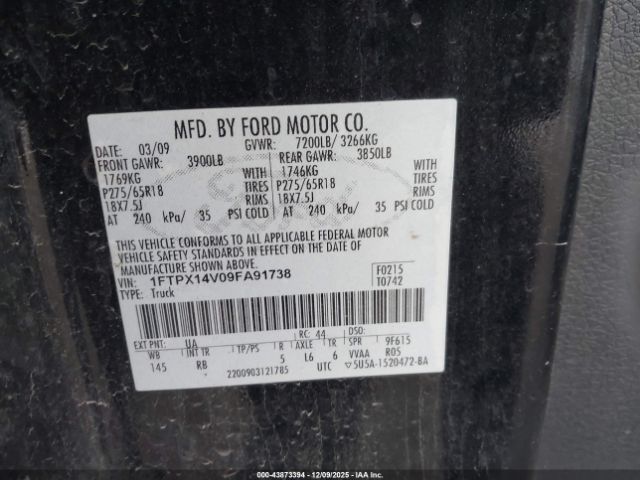 MFD. BY FORD MOTOR CO.
DATE: 03/09 GVWR: 7200LB/ 3266KG
FRONT GAWR: 3900LB REAR GAWR: 3850LB
1769KG WITH 1746KG WITH
P275/65R18 TIRES P275/65R18 TIRES
18X7.5J RIMS 18X7.5J RIMS
AT 240 kPa/ 35 PSI COLD AT 240 kPa/ 35 PSI COLD
THIS VEHICLE CONFORMS TO ALL APPLICABLE FEDERAL MOTOR
VEHICLE SAFETY STANDARDS IN EFFECT ON THE DATE OF
MANUFACTURE SHOWN ABOVE.
VIN: 1FTPX14V09FA91738 F0215
TYPE: Truck T0742
EXT PNT: UA RC: 44 DSO:
WB INT TR TP/PS R AXLE TR SPR 9F615
145 RB 5 L6 6 VVAA R05
2200903121785 UTC ▽5U5A-1520472-BA
© 2025 IAA, LLC 00-43873394 - 12/09/2025 - IAAI.COM